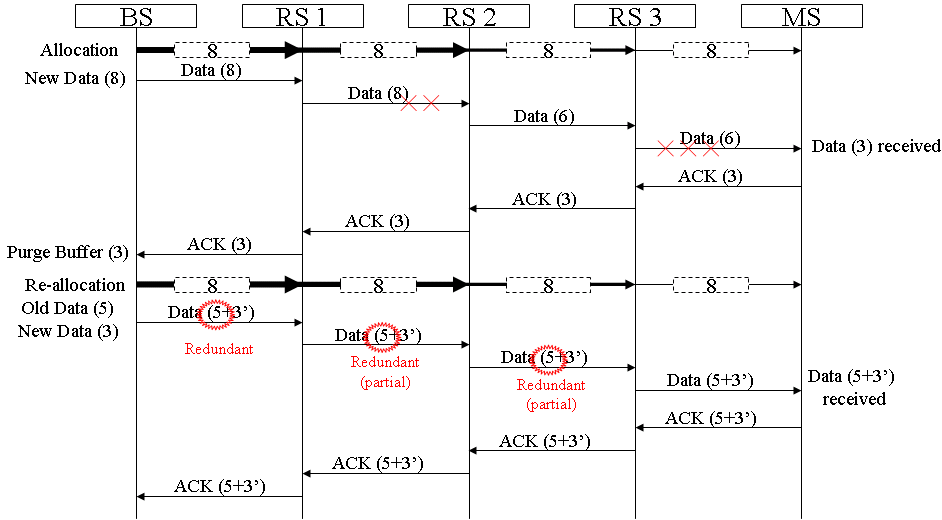 BS RS 1 RS 2 RS 3 MS
Allocation 8 8 8 8
New Data (8) Data (8)
Data (8)
Data (6)
Data (6) Data (3) received
ACK (3)
ACK (3)
ACK (3)
Purge Buffer (3) ACK (3)
Re-allocation 8 8 8 8
Old Data (5) Data (5+3’)
New Data (3)
Redundant
Data (5+3’)
Redundant
(partial)
Data (5+3’)
Redundant
(partial)
Data (5+3’) Data (5+3’)
received
ACK (5+3’)
ACK (5+3’)
ACK (5+3’)
ACK (5+3’)